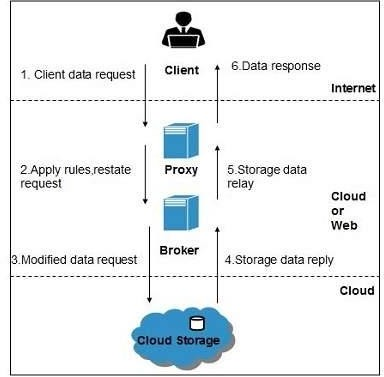 1. Client data request
Client
6.Data response
Internet
2.Apply rules,restate
request
Proxy
5.Storage data
relay
Cloud
or
Web
Broker
3.Modified data request
4.Storage data reply
Cloud
Cloud Storage